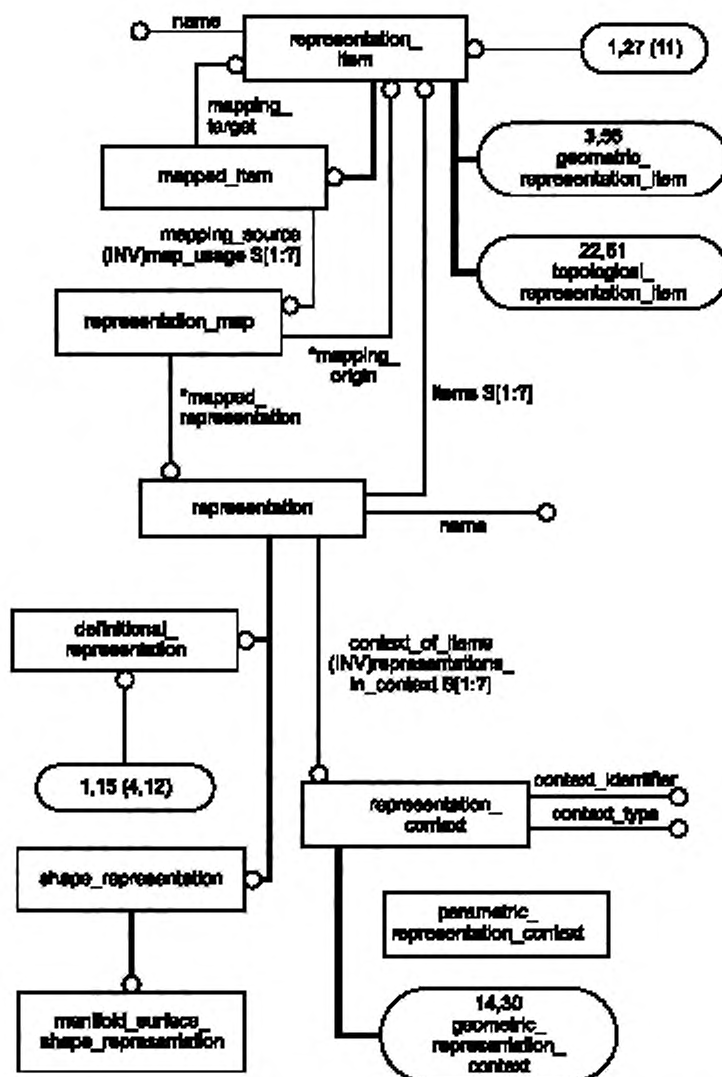 name
representation_
item
1,27 (11)
mapping_
target
3,56
geometric_
representation_item
mapped_item
mapping_source
(INV)map_usage S[1:?]
22,51
topological_
representation_item
representation_map
*mapping_
origin
*mapped_
representation
items S[1:?]
representation
name
definitional_
representation
context_of_items
(INV)representations_
in_context S[1:?]
1,15 (4,12)
representation_
context
context_identifier
context_type
shape_representation
parametric_
representation_context
manifold_surface_
shape_representation
14,30
geometric_
representation_
context